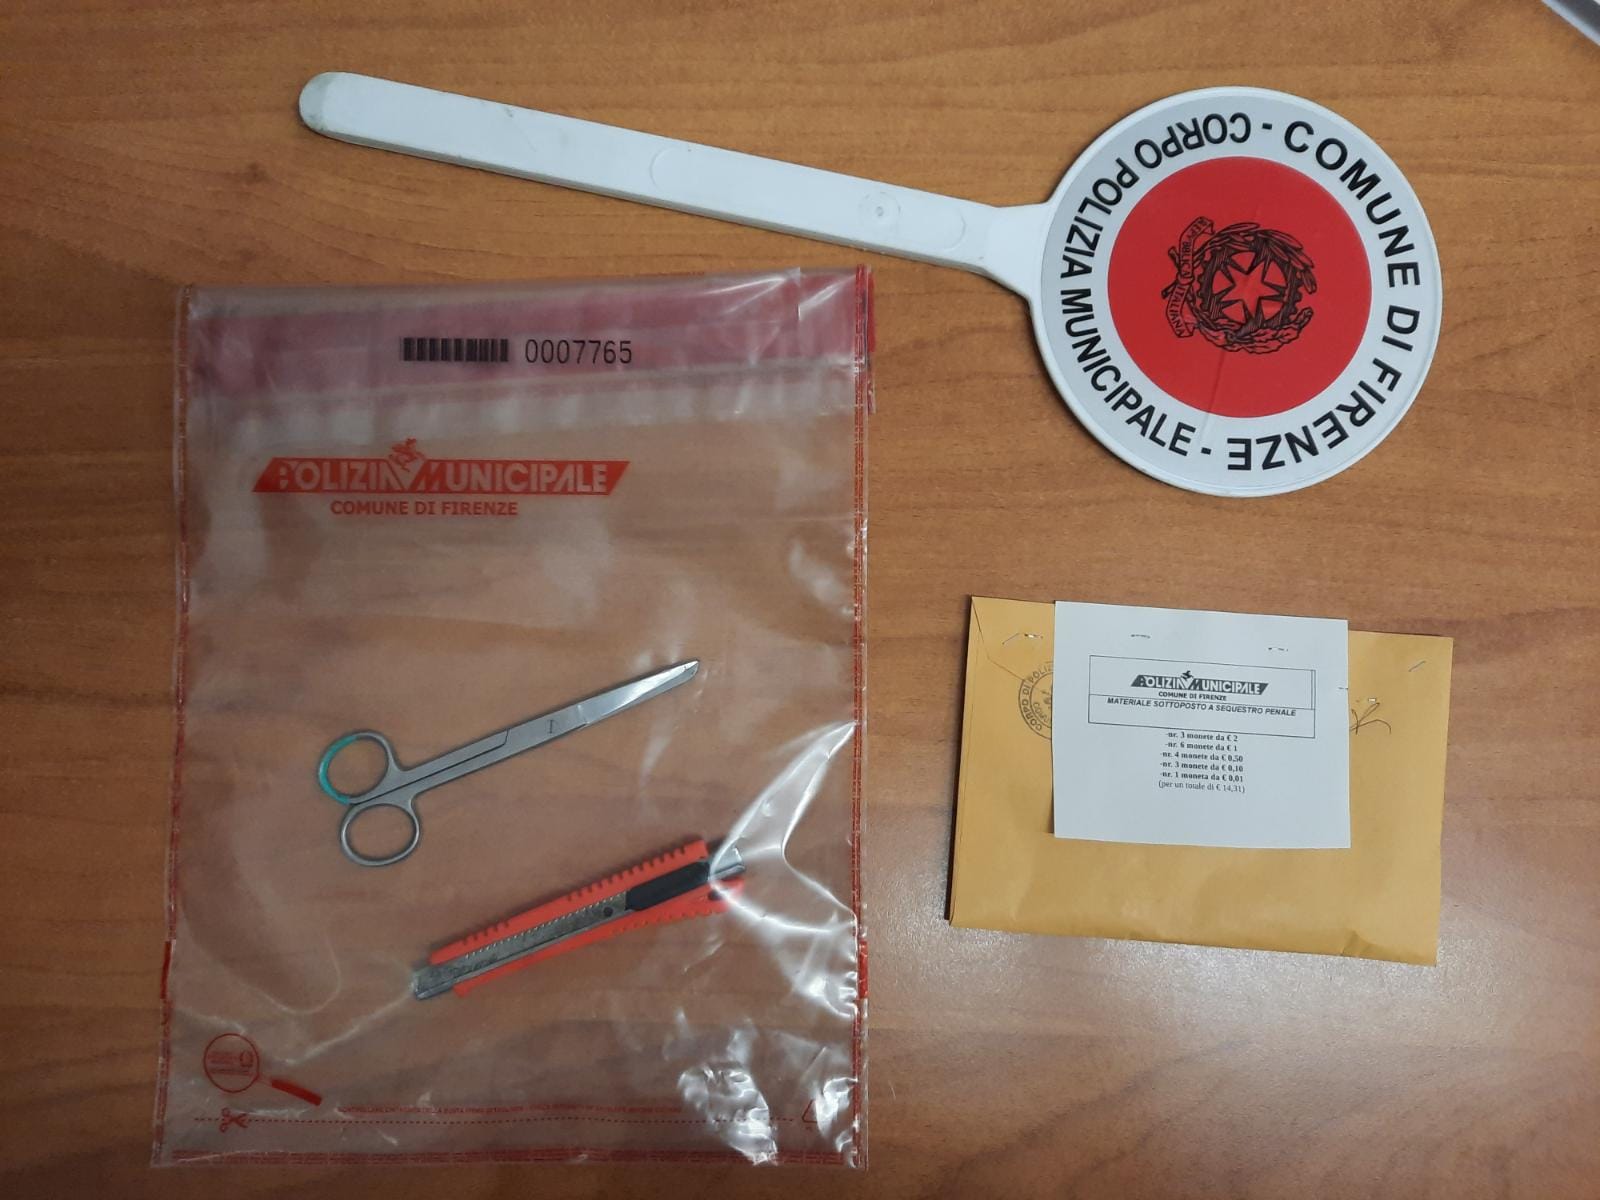 COMUNE DI FIRENZE -
CORPO POLIZIA MUNICIPALE -
REPUBBLICA ITALIANA
0007765
POLIZIA MUNICIPALE
COMUNE DI FIRENZE
CORPO DI POLIZIA
POLIZIA MUNICIPALE
COMUNE DI FIRENZE
MATERIALE SOTTOPOSTO A SEQUESTRO PENALE
-nr. 3 monete da € 2
-nr. 6 monete da € 1
-nr. 4 monete da € 0,50
-nr. 3 monete da € 0,10
-nr. 1 moneta da € 0,01
(per un totale di € 14,31)